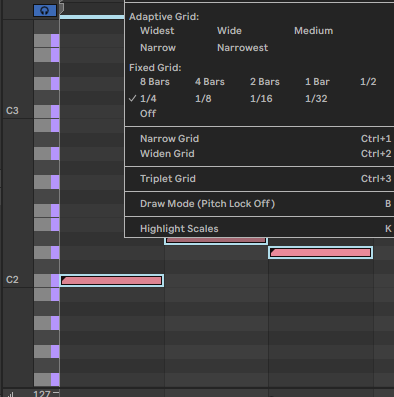 Adaptive Grid:
Widest Wide Medium
Narrow Narrowest
Fixed Grid:
8 Bars 4 Bars 2 Bars 1 Bar 1/2
✓ 1/4 1/8 1/16 1/32
Off
C3
Narrow Grid Ctrl+1
Widen Grid Ctrl+2
Triplet Grid Ctrl+3
Draw Mode (Pitch Lock Off) B
Highlight Scales K
C2
127